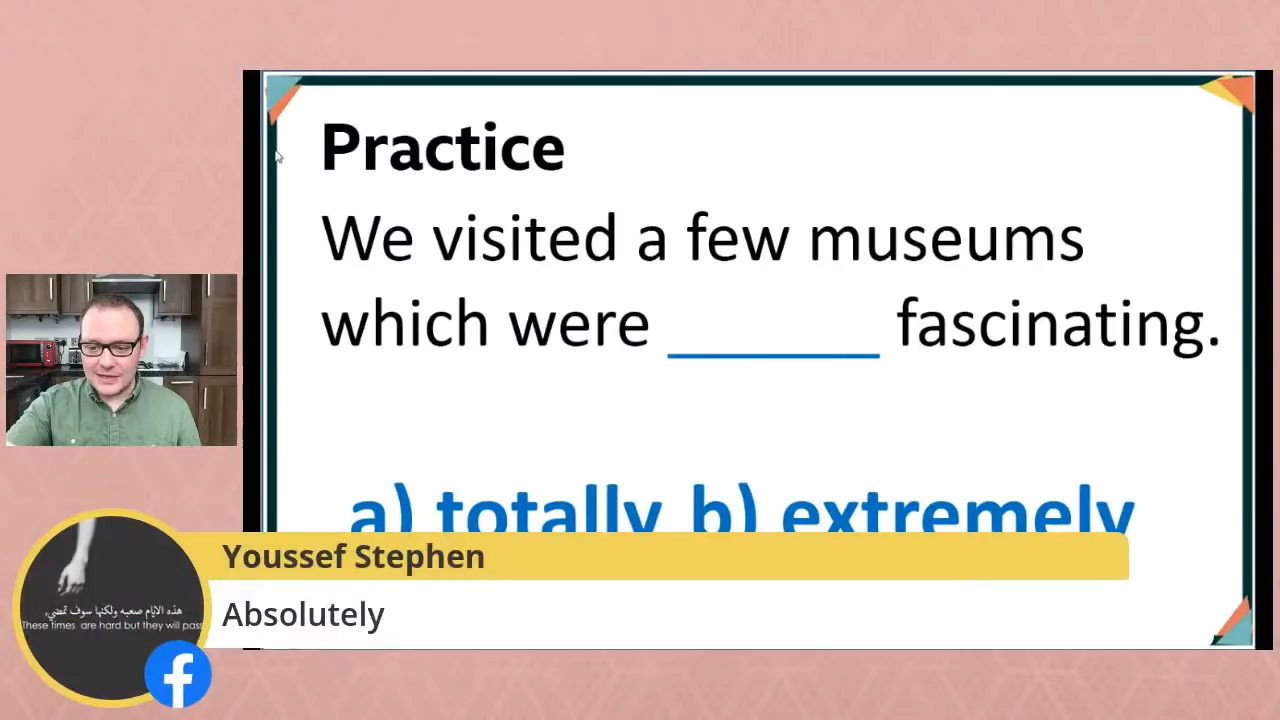 Practice
We visited a few museums
which were ______ fascinating.
a) totally b) extremely
Youssef Stephen
Absolutely
هذه الايام صعبه ولكنها سوف تمضي،
These times are hard but they will pass